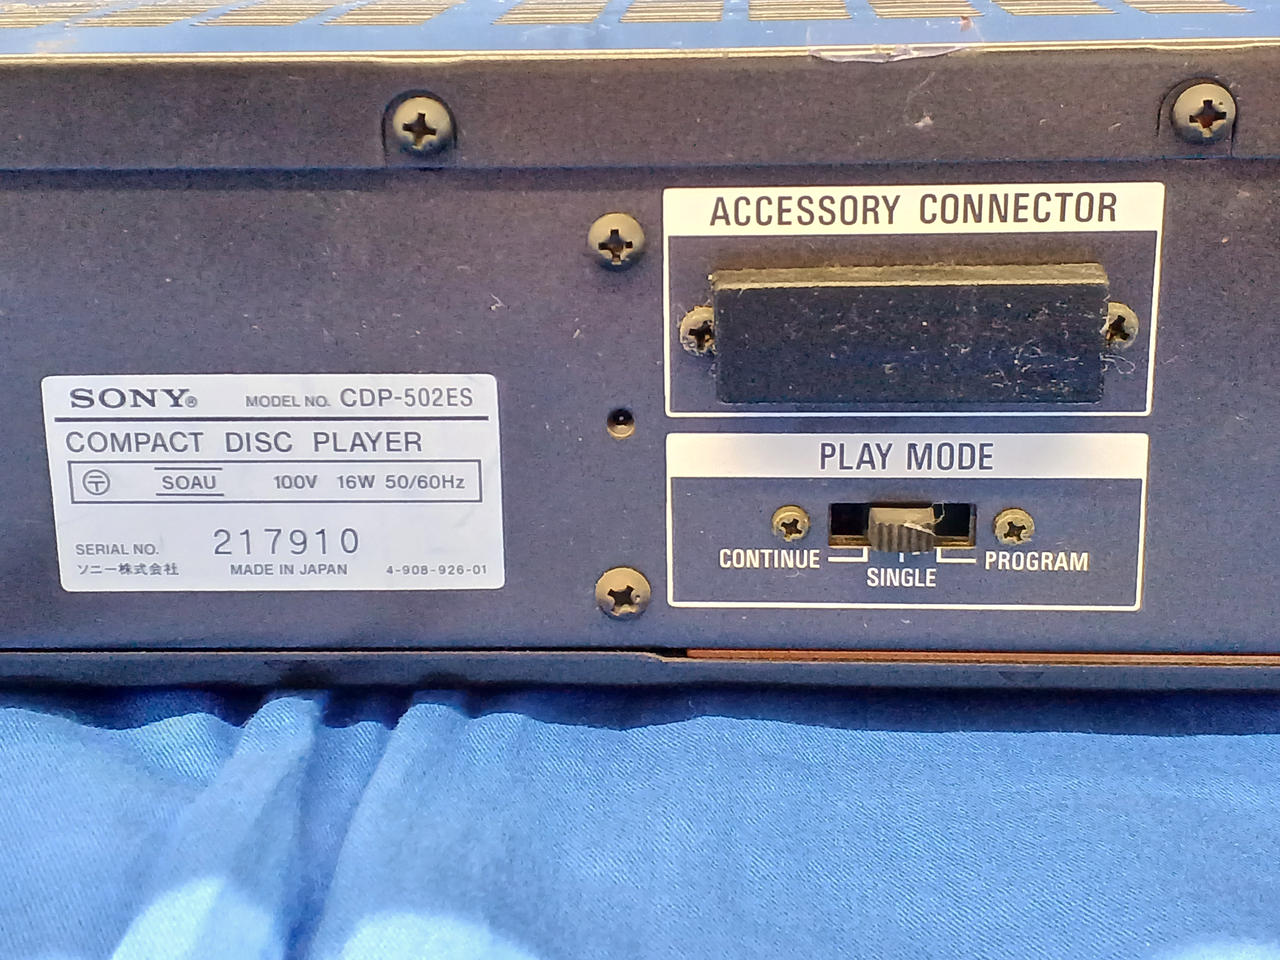 ACCESSORY CONNECTOR
SONY® MODEL NO. CDP-502ES
COMPACT DISC PLAYER
〒 SOAU 100V 16W 50/60Hz
SERIAL NO. 217910
ソニー株式会社 MADE IN JAPAN 4-908-926-01
PLAY MODE
CONTINUE
SINGLE
PROGRAM